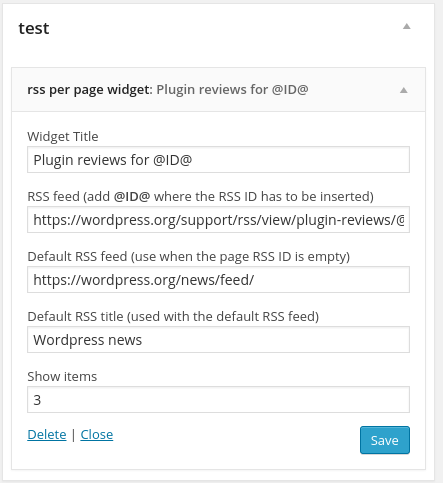 test
rss per page widget: Plugin reviews for @ID@
Widget Title
Plugin reviews for @ID@
RSS feed (add @ID@ where the RSS ID has to be inserted)
https://wordpress.org/support/rss/view/plugin-reviews/@
Default RSS feed (use when the page RSS ID is empty)
https://wordpress.org/news/feed/
Default RSS title (used with the default RSS feed)
Wordpress news
Show items
3
Delete | Close
Save